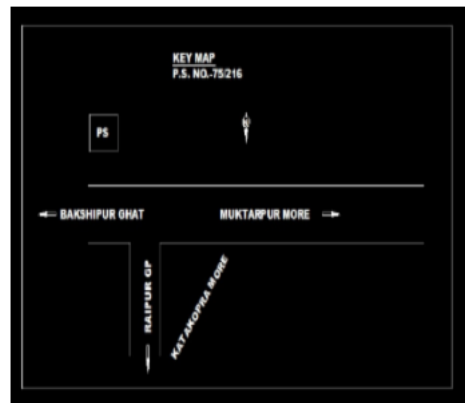 KEY MAP
P.S. NO.-75/216
N
PS
BAKSHIPUR GHAT
MUKTARPUR MORE
RAIPUR GP
KATAKOPRA MORE